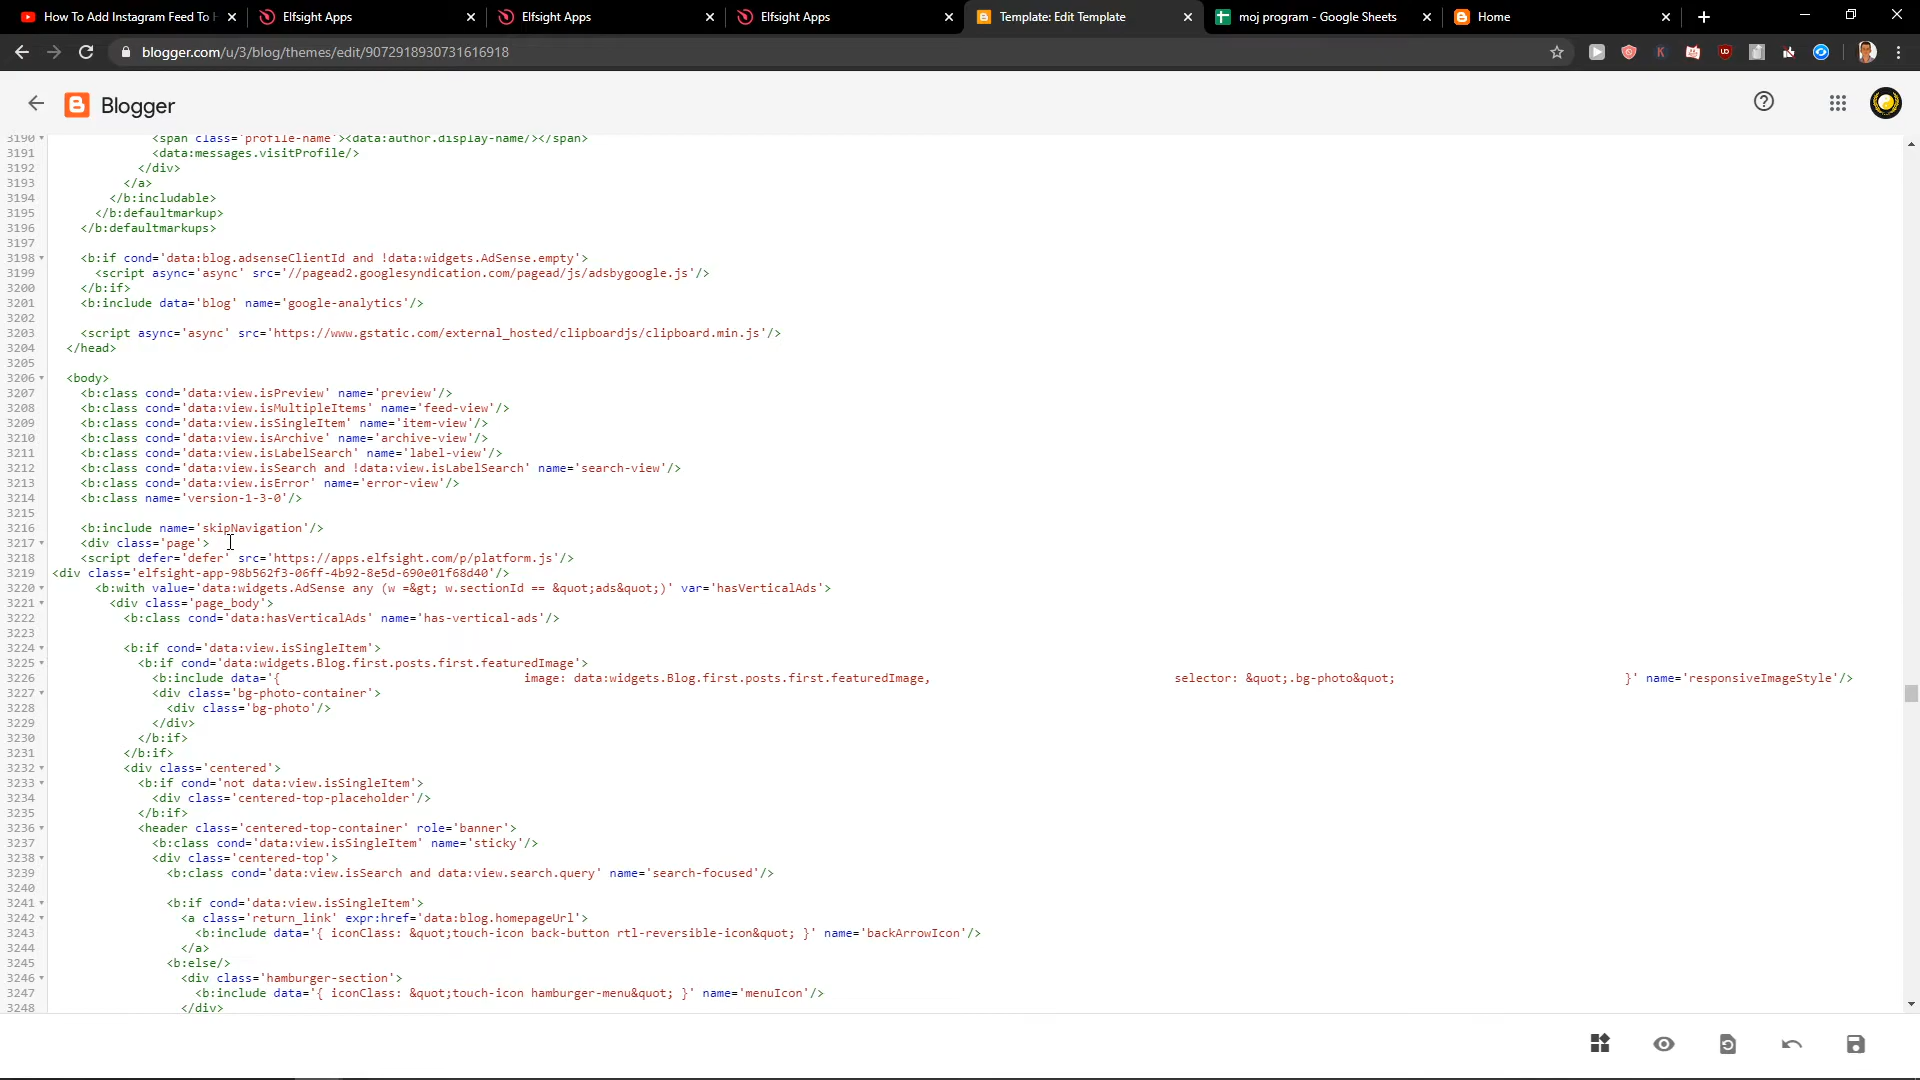 How To Add Instagram Feed To H
Elfsight Apps
Elfsight Apps
Elfsight Apps
Template: Edit Template
moj program - Google Sheets
Home
blogger.com/u/3/blog/themes/edit/9072918930731616918
Blogger
3190 <span class='profile-name'><data:author.display-name/></span>
3191 <data:messages.visitProfile/>
3192 </div>
3193 </a>
3194 </b:includable>
3195 </b:defaultmarkup>
3196 </b:defaultmarkups>
3197
3198 <b:if cond='data:blog.adsenseClientId and !data:widgets.AdSense.empty'>
3199 <script async='async' src='//pagead2.googlesyndication.com/pagead/js/adsbygoogle.js'/>
3200 </b:if>
3201 <b:include data='blog' name='google-analytics'/>
3202
3203 <script async='async' src='https://www.gstatic.com/external_hosted/clipboardjs/clipboard.min.js'/>
3204 </head>
3205
3206 <body>
3207 <b:class cond='data:view.isPreview' name='preview'/>
3208 <b:class cond='data:view.isMultipleItems' name='feed-view'/>
3209 <b:class cond='data:view.isSingleItem' name='item-view'/>
3210 <b:class cond='data:view.isArchive' name='archive-view'/>
3211 <b:class cond='data:view.isLabelSearch' name='label-view'/>
3212 <b:class cond='data:view.isSearch and !data:view.isLabelSearch' name='search-view'/>
3213 <b:class cond='data:view.isError' name='error-view'/>
3214 <b:class name='version-1-3-0'/>
3215
3216 <b:include name='skipNavigation'/>
3217 <div class='page'>
3218 <script defer='defer' src='https://apps.elfsight.com/p/platform.js'/>
3219 <div class='elfsight-app-98b562f3-06ff-4b92-8e5d-690e01f68d40'/>
3220 <b:with value='data:widgets.AdSense any (w =&gt; w.sectionId == &quot;ads&quot;)' var='hasVerticalAds'>
3221 <div class='page_body'>
3222 <b:class cond='data:hasVerticalAds' name='has-vertical-ads'/>
3223
3224 <b:if cond='data:view.isSingleItem'>
3225 <b:if cond='data:widgets.Blog.first.posts.first.featuredImage'>
3226 <b:include data='{ image: data:widgets.Blog.first.posts.first.featuredImage, selector: &quot;.bg-photo&quot; }' name='responsiveImageStyle'/>
3227 <div class='bg-photo-container'>
3228 <div class='bg-photo'/>
3229 </div>
3230 </b:if>
3231 </b:if>
3232 <div class='centered'>
3233 <b:if cond='not data:view.isSingleItem'>
3234 <div class='centered-top-placeholder'/>
3235 </b:if>
3236 <header class='centered-top-container' role='banner'>
3237 <b:class cond='data:view.isSingleItem' name='sticky'/>
3238 <div class='centered-top'>
3239 <b:class cond='data:view.isSearch and data:view.search.query' name='search-focused'/>
3240
3241 <b:if cond='data:view.isSingleItem'>
3242 <a class='return_link' expr:href='data:blog.homepageUrl'>
3243 <b:include data='{ iconClass: &quot;touch-icon back-button rtl-reversible-icon&quot; }' name='backArrowIcon'/>
3244 </a>
3245 <b:else/>
3246 <div class='hamburger-section'>
3247 <b:include data='{ iconClass: &quot;touch-icon hamburger-menu&quot; }' name='menuIcon'/>
3248 </div>